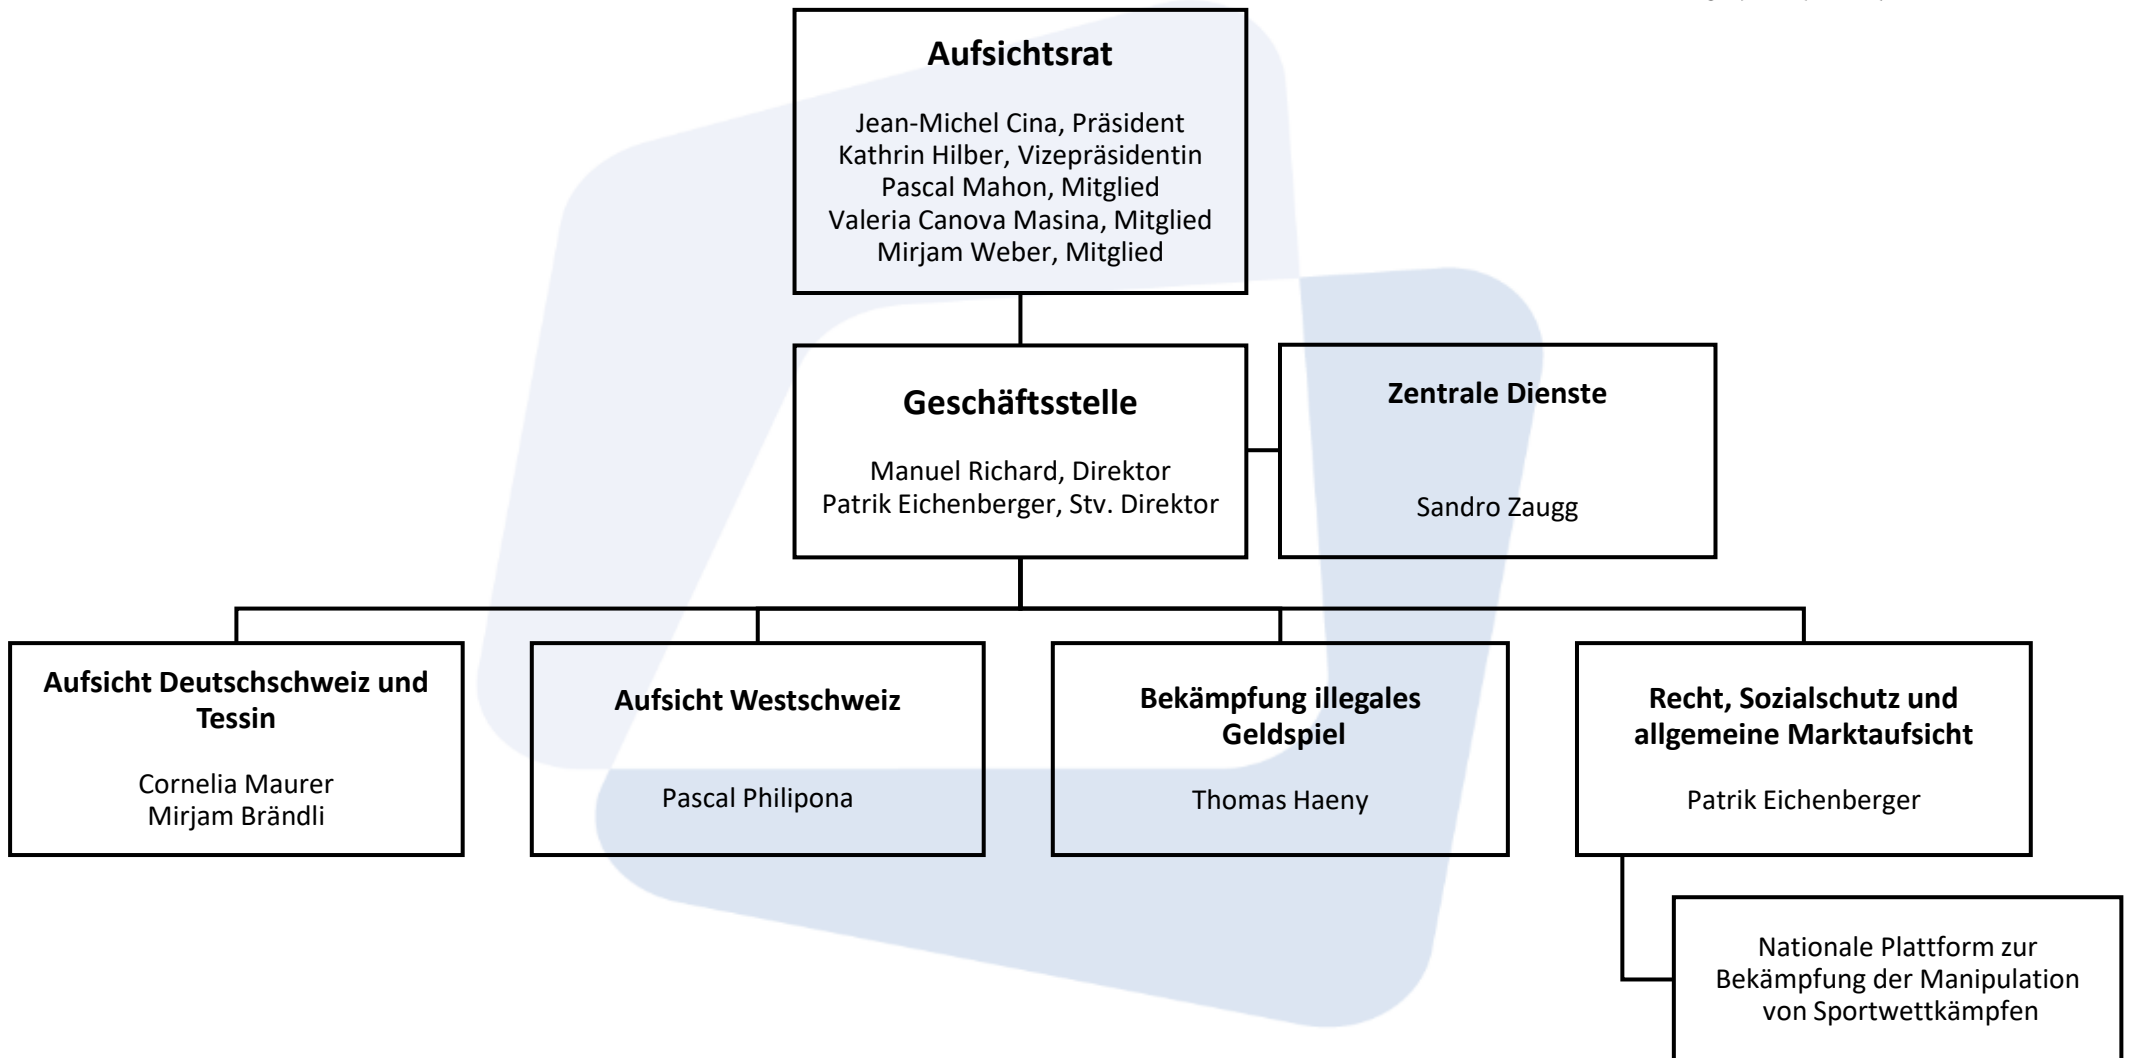 Aufsichtsrat
Jean-Michel Cina, Präsident
Kathrin Hilber, Vizepräsidentin
Pascal Mahon, Mitglied
Valeria Canova Masina, Mitglied
Mirjam Weber, Mitglied
Geschäftsstelle
Manuel Richard, Direktor
Patrik Eichenberger, Stv. Direktor
Zentrale Dienste
Sandro Zaugg
Aufsicht Deutschschweiz und
Tessin
Cornelia Maurer
Mirjam Brändli
Aufsicht Westschweiz
Pascal Philipona
Bekämpfung illegales
Geldspiel
Thomas Haeny
Recht, Sozialschutz und
allgemeine Marktaufsicht
Patrik Eichenberger
Nationale Plattform zur
Bekämpfung der Manipulation
von Sportwettkämpfen